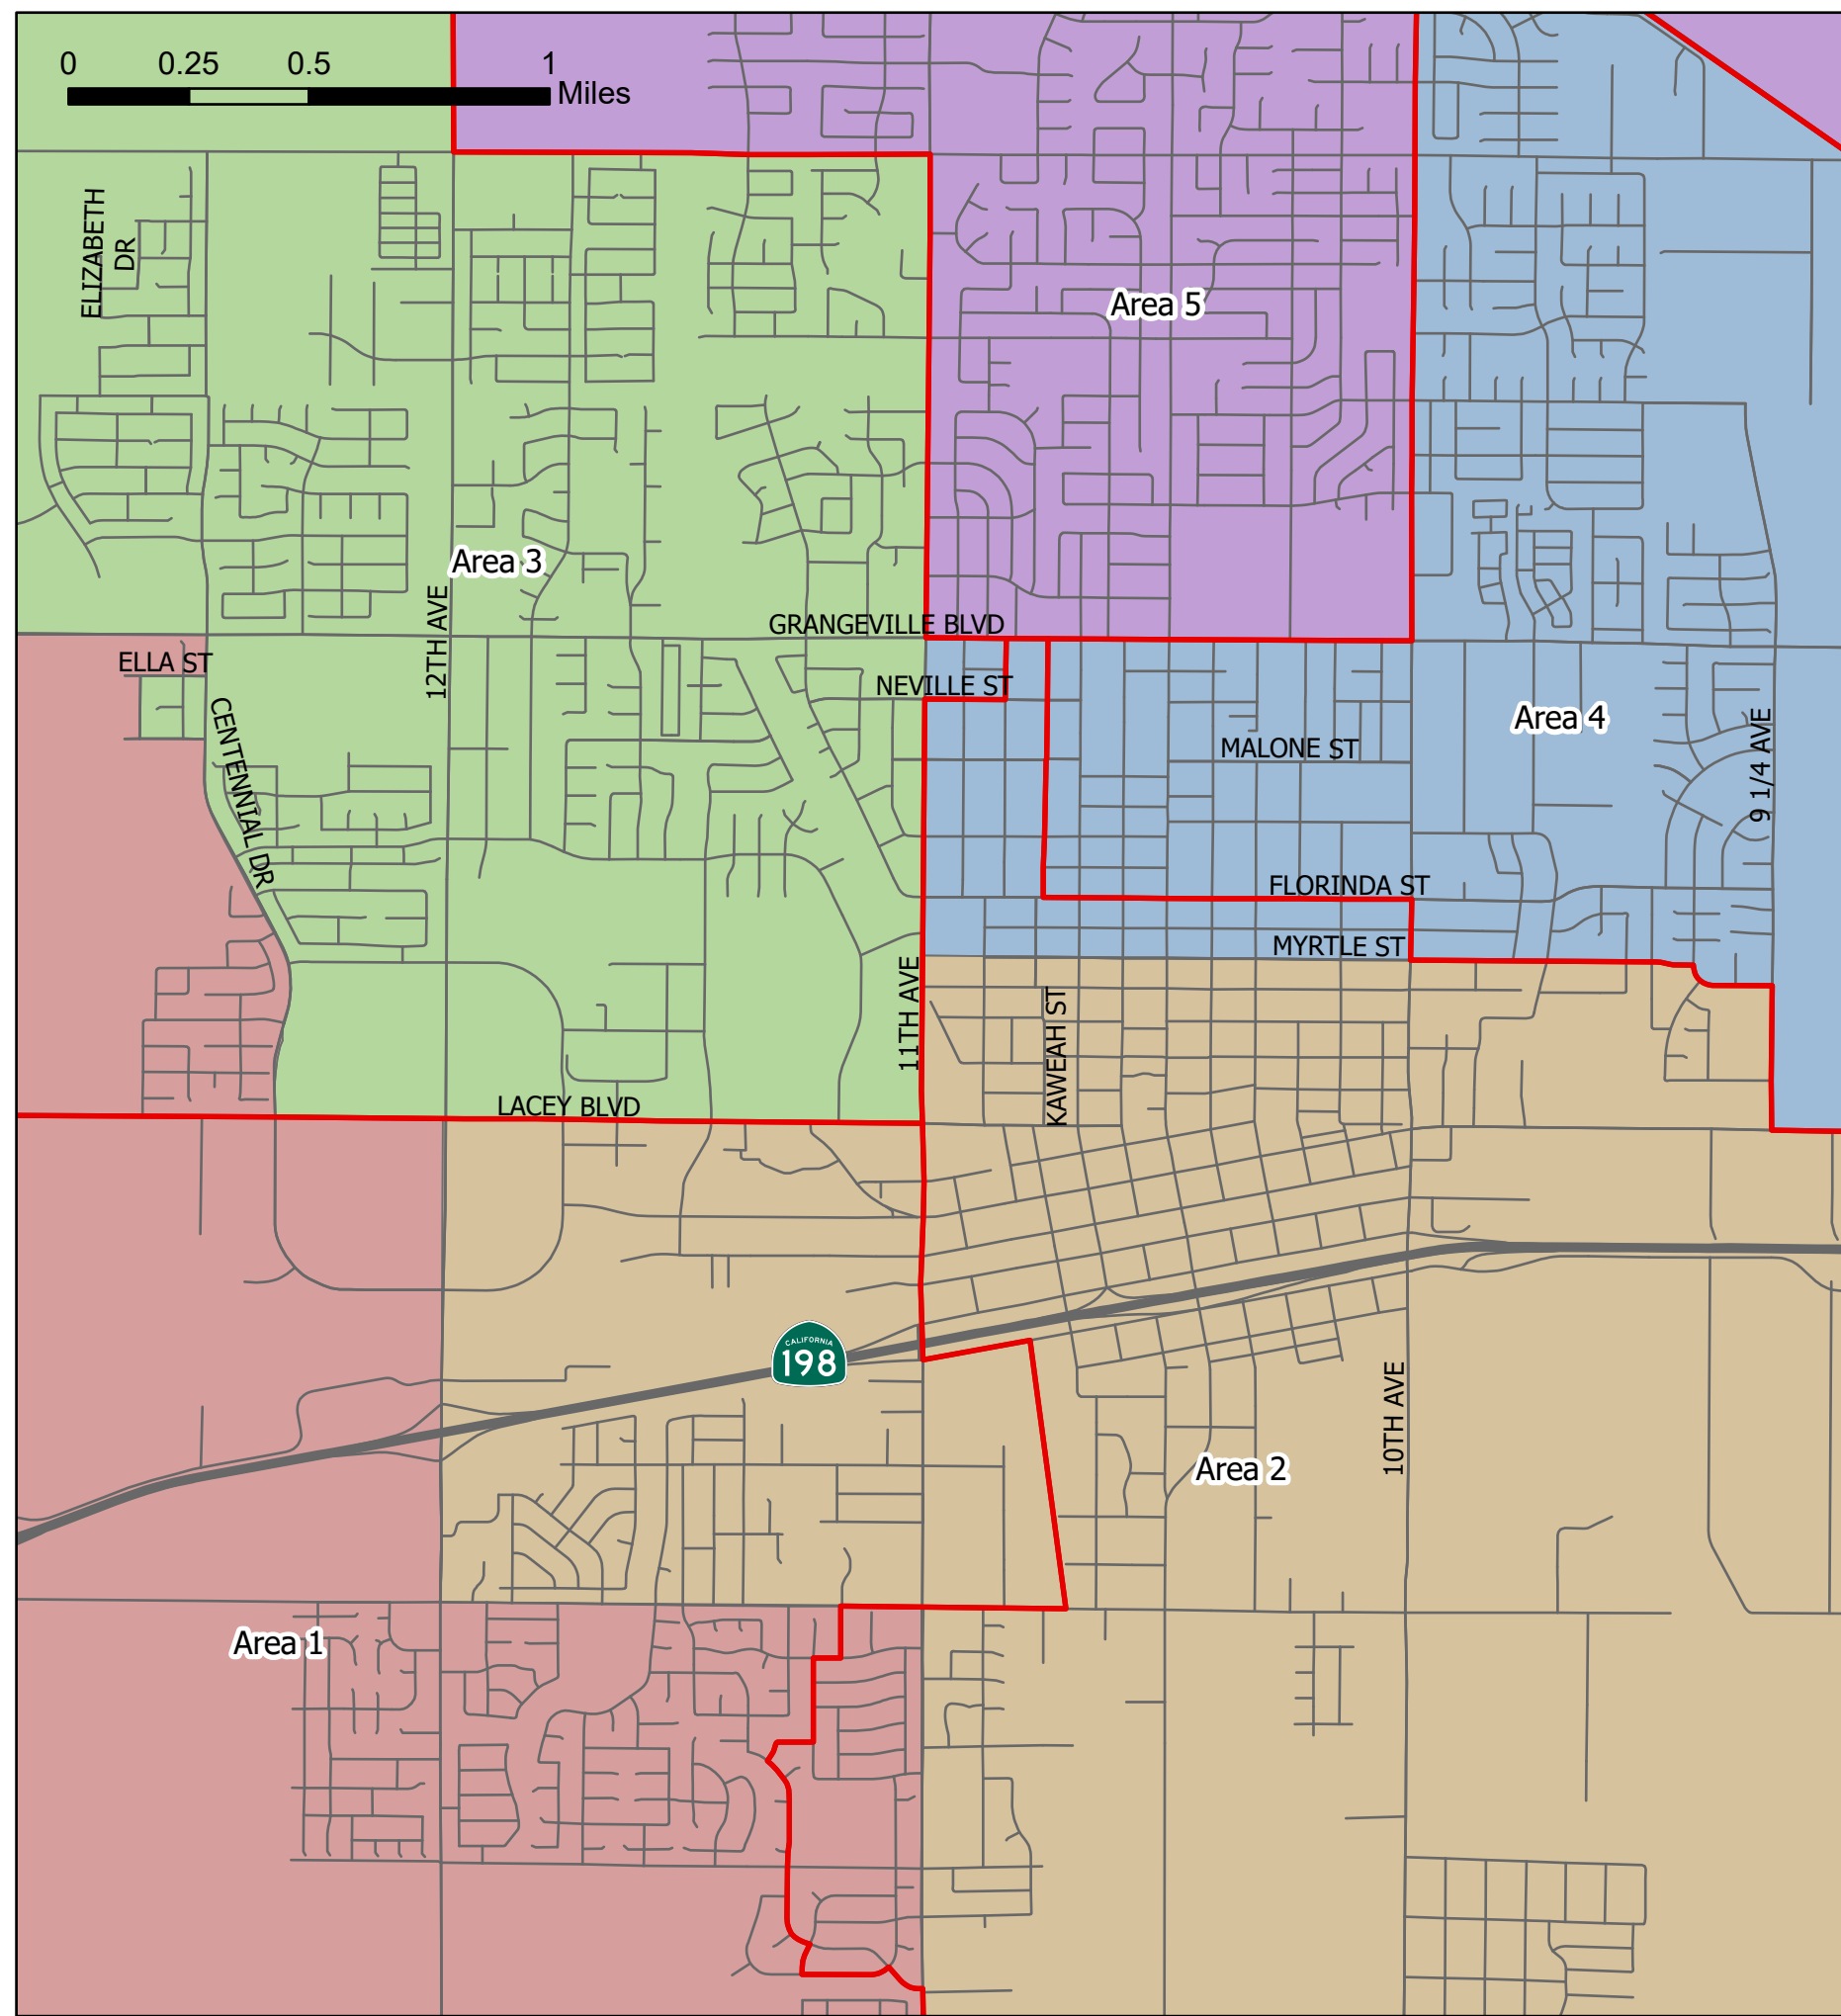 0 0.25 0.5 1
Miles
ELIZABETH
DR
Area 5
Area 3
12TH AVE
GRANGEVILLE BLVD
ELLA ST
NEVILLE ST
CENTENNIAL DR
Area 4
MALONE ST
9 1/4 AVE
FLORINDA ST
MYRTLE ST
11TH AVE
KAWEAH ST
LACEY BLVD
CALIFORNIA
198
10TH AVE
Area 2
Area 1